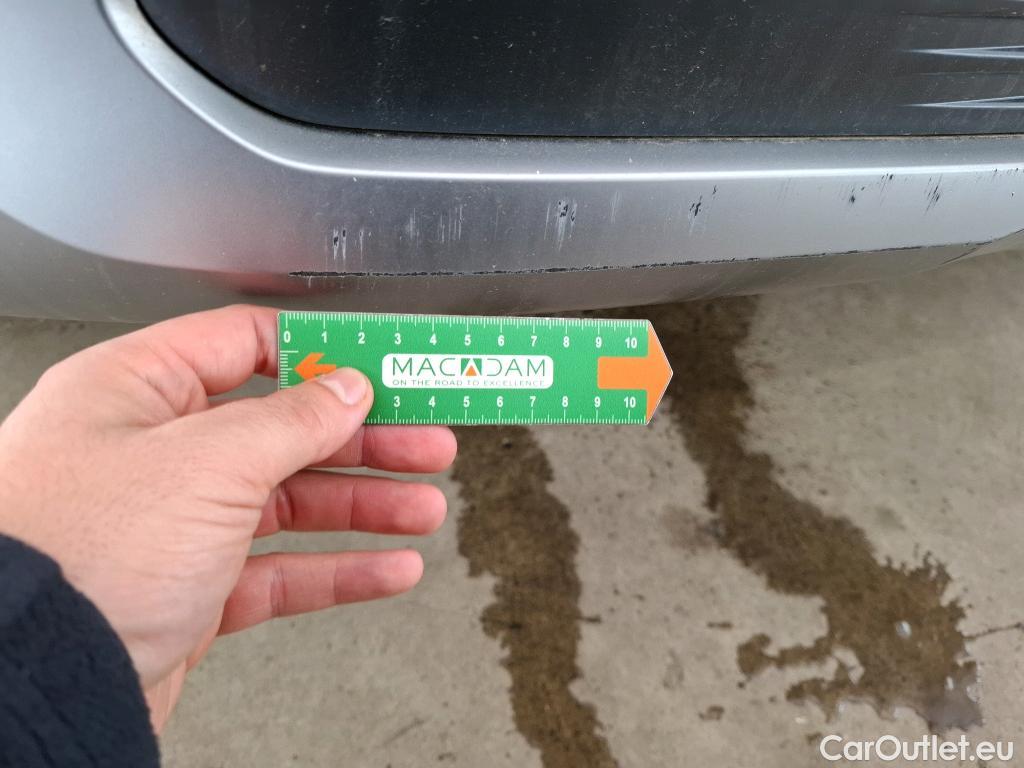 0 1 2 3 4 5 6 7 8 9 10
MACADAM
ON THE ROAD TO EXCELLENCE
3 4 5 6 7 8 9 10
CarOutlet.eu